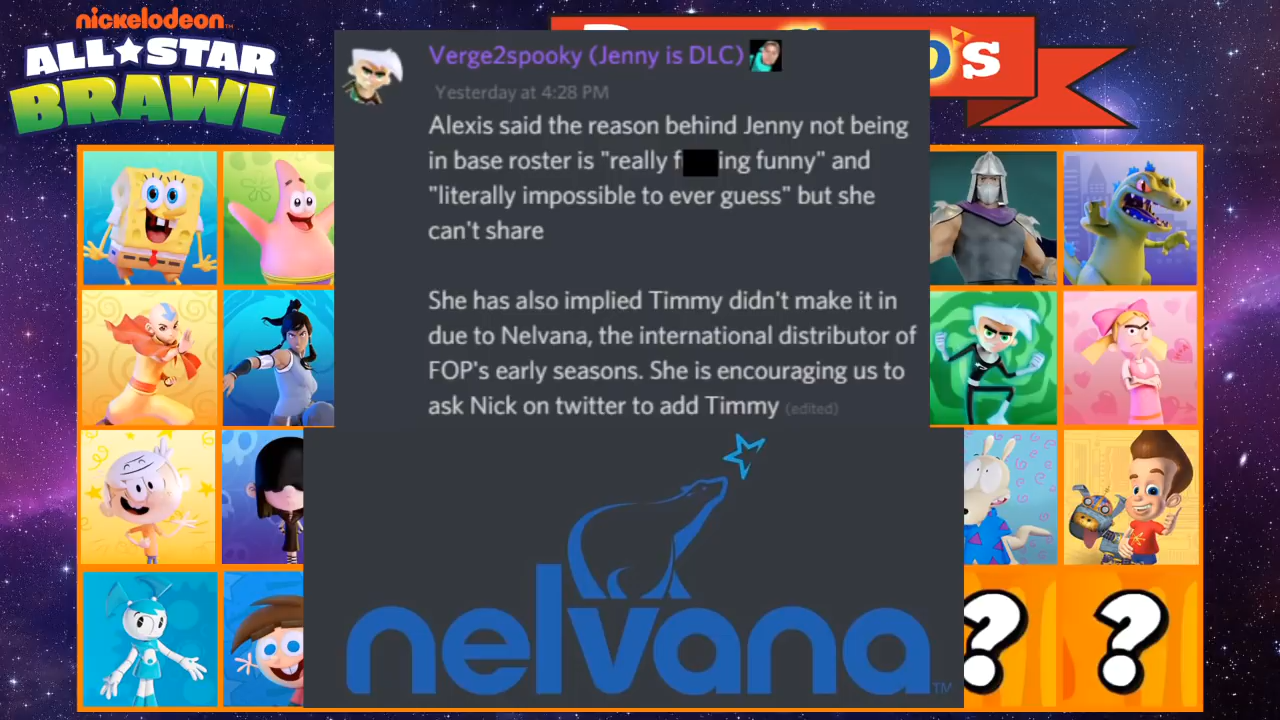 nickelodeon™
ALL★STAR
BRAWL
D's
Verge2spooky (Jenny is DLC)
Yesterday at 4:28 PM
Alexis said the reason behind Jenny not being
in base roster is "really f ing funny" and
"literally impossible to ever guess" but she
can't share
She has also implied Timmy didn't make it in
due to Nelvana, the international distributor of
FOP's early seasons. She is encouraging us to
ask Nick on twitter to add Timmy (edited)
nelvana™
? ?